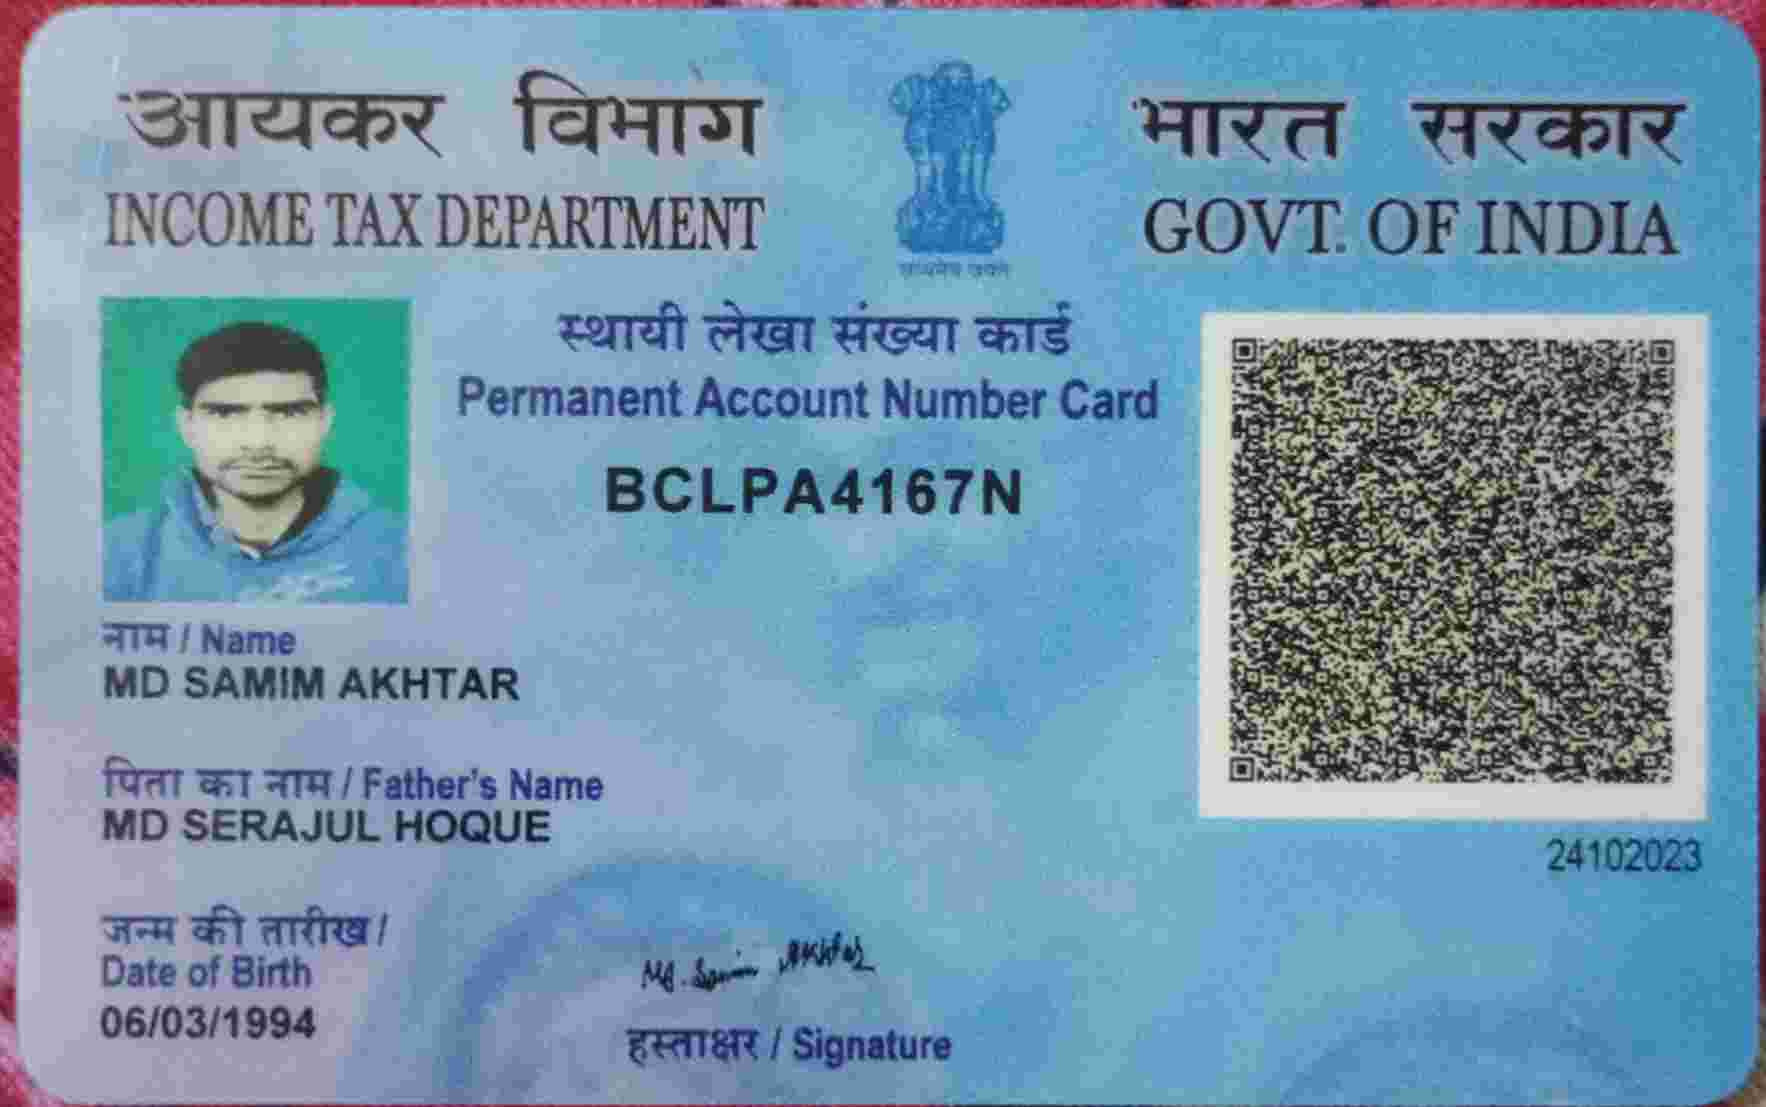 आयकर विभाग
INCOME TAX DEPARTMENT
भारत सरकार
GOVT. OF INDIA
सत्यमेव जयते
स्थायी लेखा संख्या कार्ड
Permanent Account Number Card
BCLPA4167N
नाम / Name
MD SAMIM AKHTAR
पिता का नाम / Father's Name
MD SERAJUL HOQUE
24102023
जन्म की तारीख /
Date of Birth
06/03/1994
Md. Samim Akhtar
हस्ताक्षर / Signature